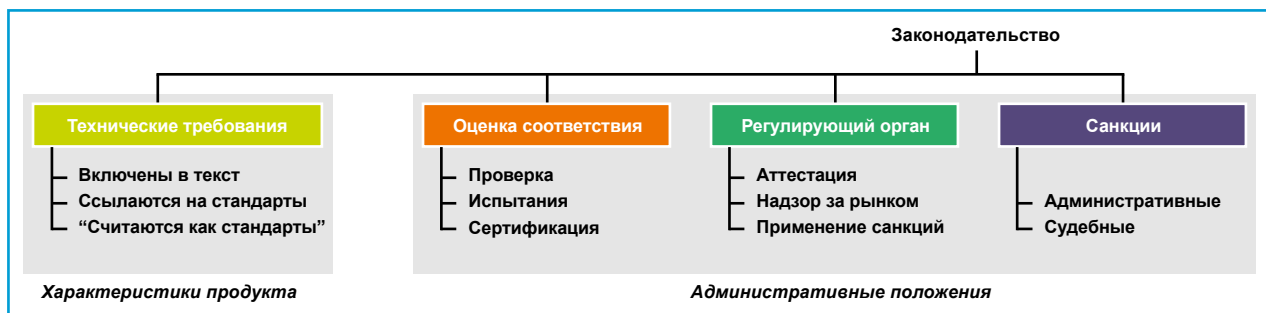 Законодательство
Технические требования
Включены в текст
Ссылаются на стандарты
“Считаются как стандарты”
Оценка соответствия
Проверка
Испытания
Сертификация
Регулирующий орган
Аттестация
Надзор за рынком
Применение санкций
Санкции
Административные
Судебные
Характеристики продукта
Административные положения